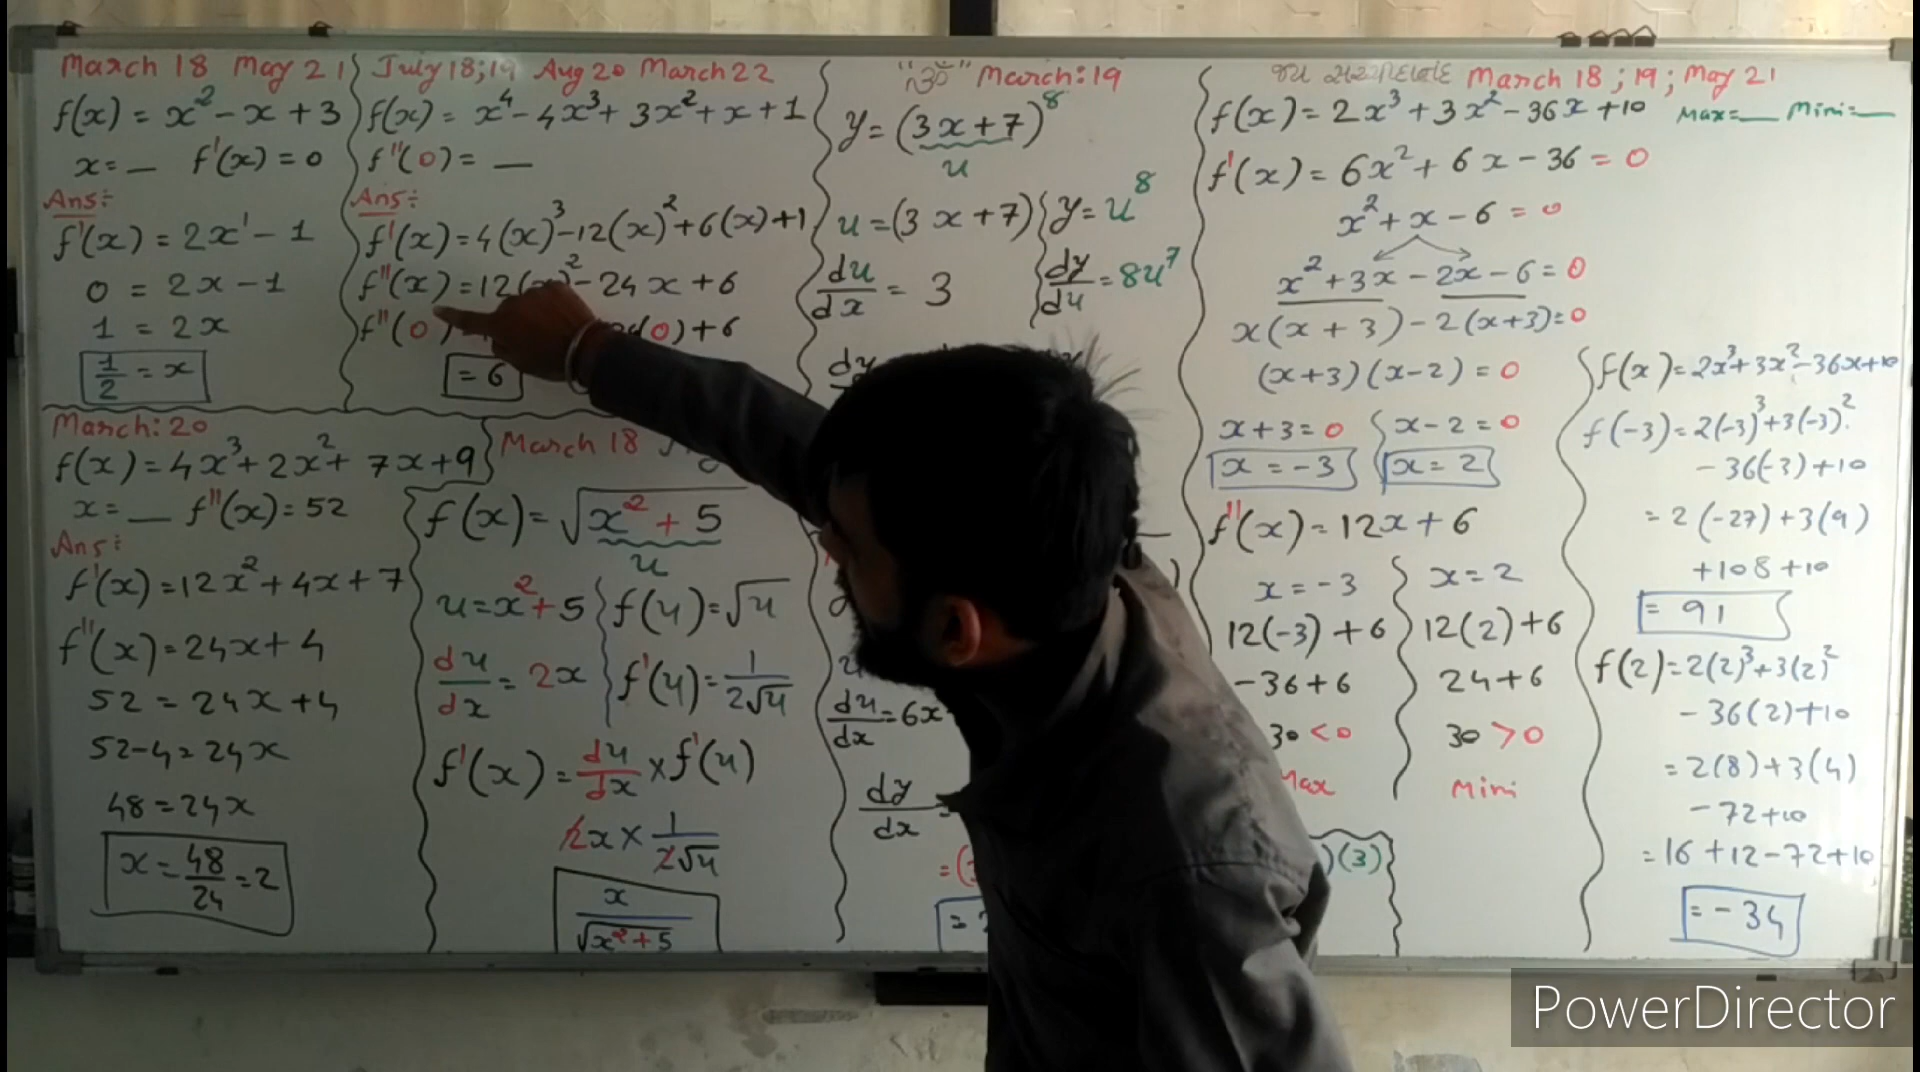 March 18 May 21
f(x) = x² - x + 3
x = _ f'(x) = 0
Ans:
f'(x) = 2x¹ - 1
0 = 2x - 1
1 = 2x
1/2 = x
July 18; 19 Aug 20 March 22
f(x) = x⁴ - 4x³ + 3x² + x + 1
f''(0) = _
Ans:
f'(x) = 4(x)³ - 12(x)² + 6(x) + 1
f''(x) = 12(x)² - 24x + 6
f''(0) (0) + 6
= 6
March: 20
f(x) = 4x³ + 2x² + 7x + 9
x = _ f''(x) = 52
Ans:
f'(x) = 12x² + 4x + 7
f''(x) = 24x + 4
52 = 24x + 4
52 - 4 = 24x
48 = 24x
x = 48/24 = 2
March 18
f(x) = √x² + 5
u
u = x² + 5 f(u) = √u
du/dx = 2x f'(u) = 1/2√u
f'(x) = du/dx × f'(u)
2x × 1/2√u
x/√x² + 5
March: 19
y = (3x + 7)⁸
u
u = (3x + 7) y = u⁸
du/dx = 3 dy/du = 8u⁷
du/dx = 6x
dy/dx
)(3)
March 18; 19; May 21
f(x) = 2x³ + 3x² - 36x + 10 Max = _ Mini = _
f'(x) = 6x² + 6x - 36 = 0
x² + x - 6 = 0
x² + 3x - 2x - 6 = 0
x(x + 3) - 2(x + 3) = 0
(x + 3)(x - 2) = 0
x + 3 = 0 x - 2 = 0
x = -3 x = 2
f''(x) = 12x + 6
x = -3 x = 2
12(-3) + 6 12(2) + 6
-36 + 6 24 + 6
30 < 0 30 > 0
Max Mini
f(x) = 2x³ + 3x² - 36x + 10
f(-3) = 2(-3)³ + 3(-3)²
- 36(-3) + 10
= 2(-27) + 3(9)
+ 108 + 10
= 91
f(2) = 2(2)³ + 3(2)²
- 36(2) + 10
= 2(8) + 3(4)
- 72 + 10
= 16 + 12 - 72 + 10
= - 34
PowerDirector